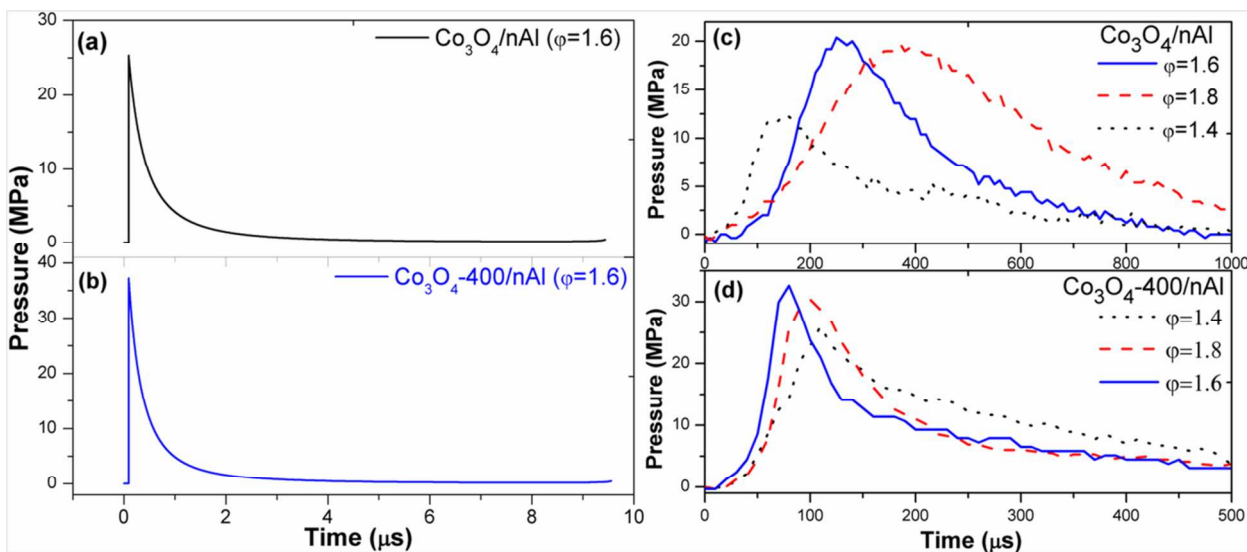 (a)
Co₃O₄/nAl (φ=1.6)
30
20
10
0
(b)
Co₃O₄-400/nAl (φ=1.6)
40
30
20
10
0
Pressure (MPa)
0
2
4
6
8
10
Time (μs)
(c)
Co₃O₄/nAl
φ=1.6
φ=1.8
φ=1.4
20
15
10
5
0
Pressure (MPa)
0
200
400
600
800
1000
(d)
Co₃O₄-400/nAl
φ=1.4
φ=1.8
φ=1.6
30
20
10
0
Pressure (MPa)
0
100
200
300
400
500
Time (μs)